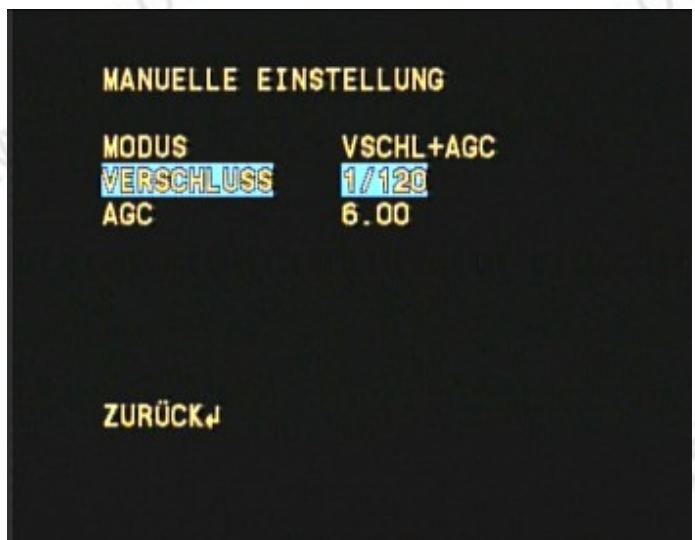 MANUELLE EINSTELLUNG
MODUS VSCHL+AGC
VERSCHLUSS 1/120
AGC 6.00
ZURÜCK↲